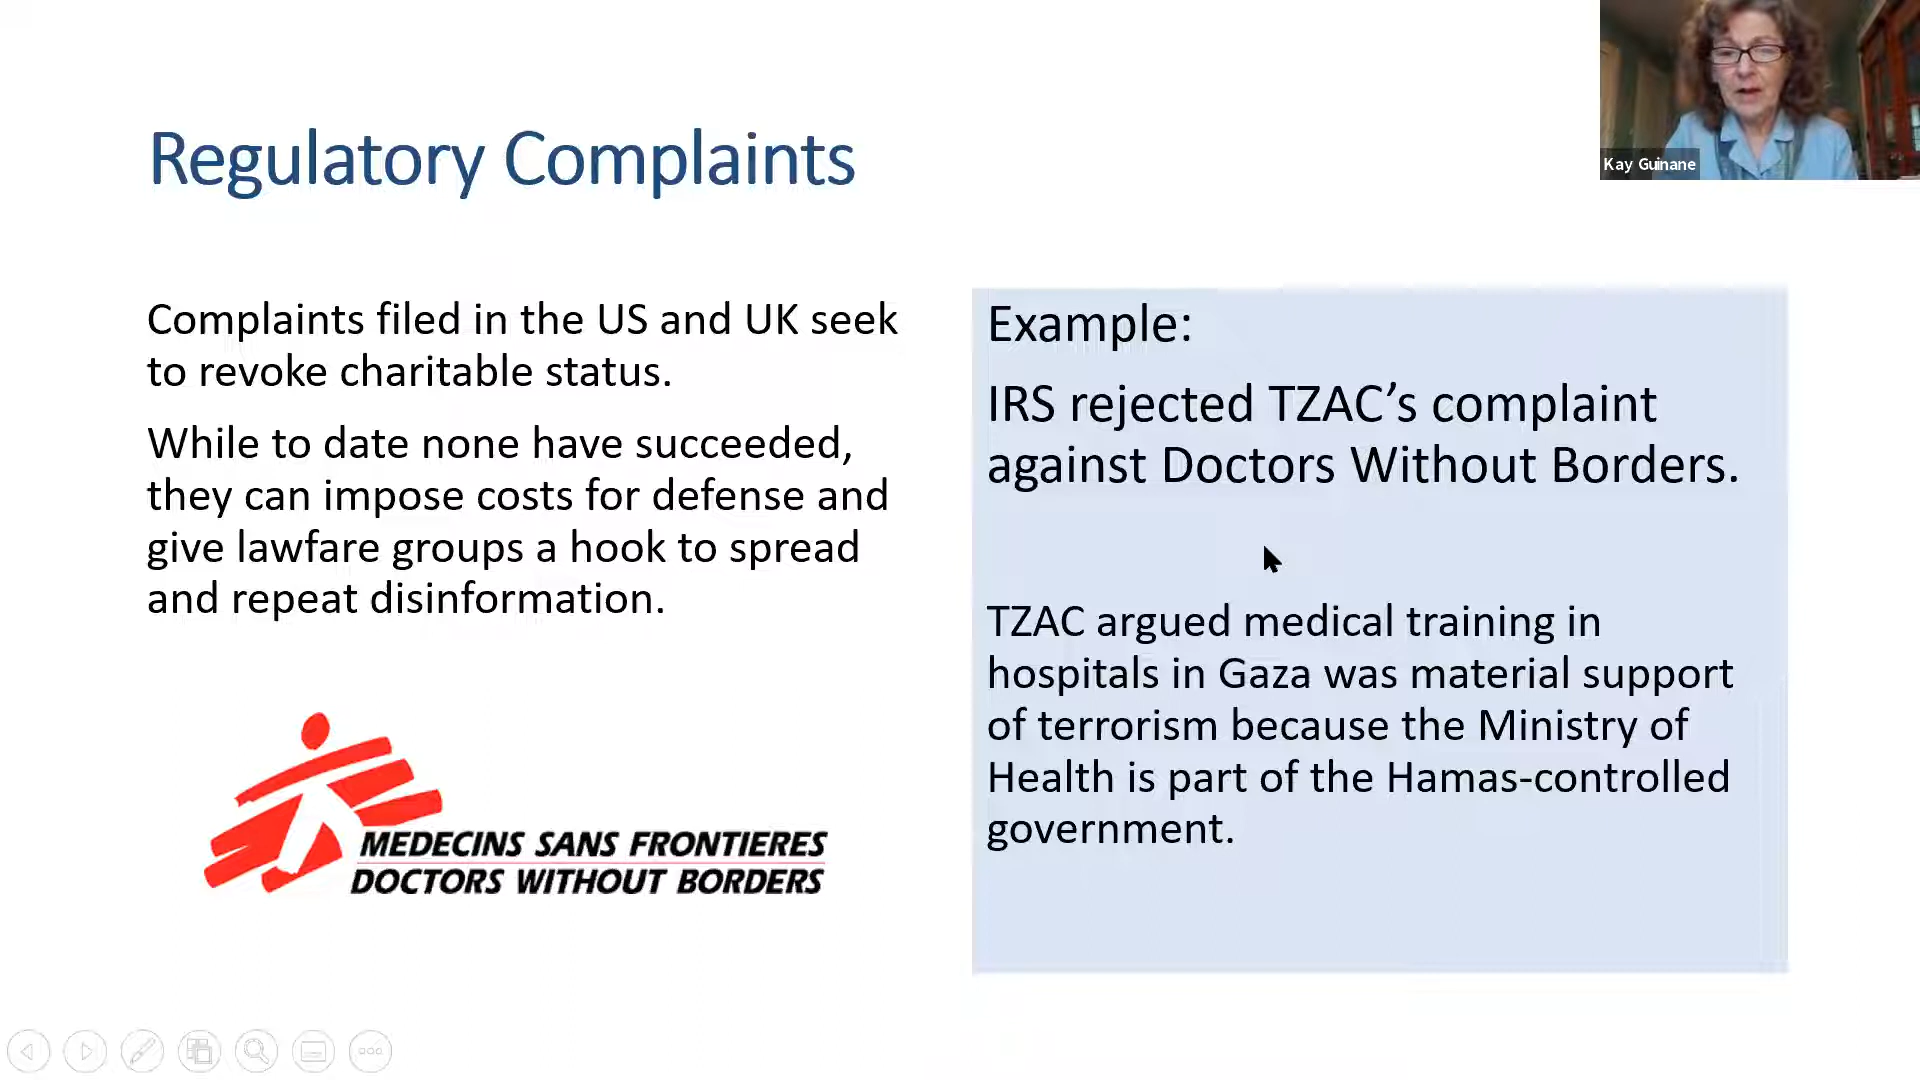 Kay Guinane
Regulatory Complaints
Complaints filed in the US and UK seek
to revoke charitable status.
While to date none have succeeded,
they can impose costs for defense and
give lawfare groups a hook to spread
and repeat disinformation.
MEDECINS SANS FRONTIERES
DOCTORS WITHOUT BORDERS
Example:
IRS rejected TZAC’s complaint
against Doctors Without Borders.
TZAC argued medical training in
hospitals in Gaza was material support
of terrorism because the Ministry of
Health is part of the Hamas-controlled
government.